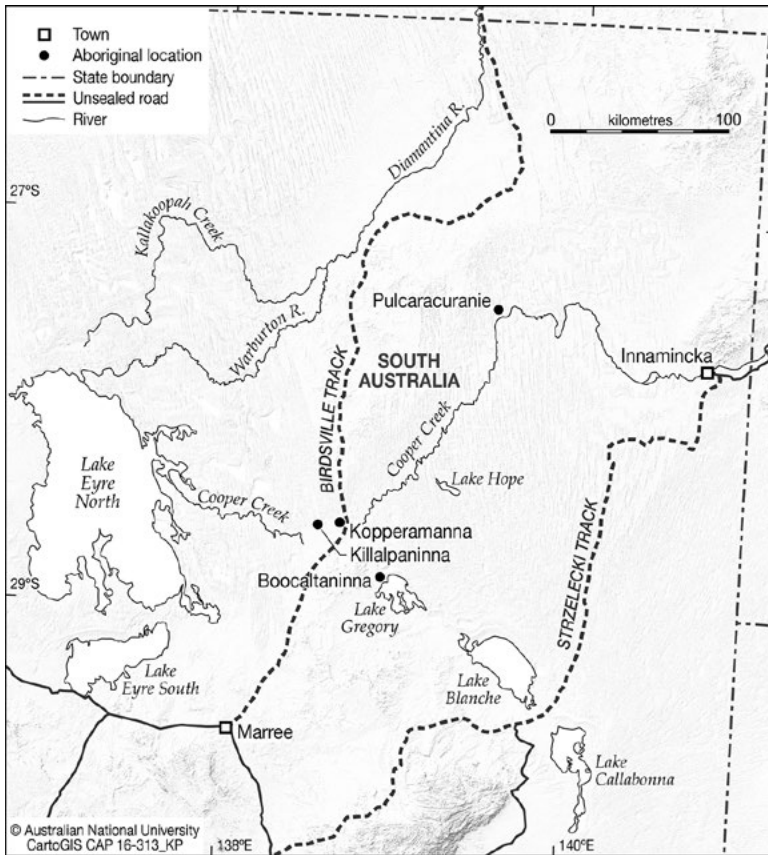 Town
Aboriginal location
State boundary
Unsealed road
River
0 kilometres 100
Diamantina R.
27°S
Kallakoopah Creek
Warburton R.
Pulcaracuranie
Innamincka
SOUTH
AUSTRALIA
BIRDSVILLE TRACK
Cooper Creek
Lake Hope
Lake
Eyre
North
Cooper Creek
Kopperamanna
Killalpaninna
Boocaltaninna
29°S
Lake
Gregory
STRZELECKI TRACK
Lake
Eyre South
Lake
Blanche
Marree
Lake
Callabonna
© Australian National University
CartoGIS CAP 16-313_KP
138°E
140°E